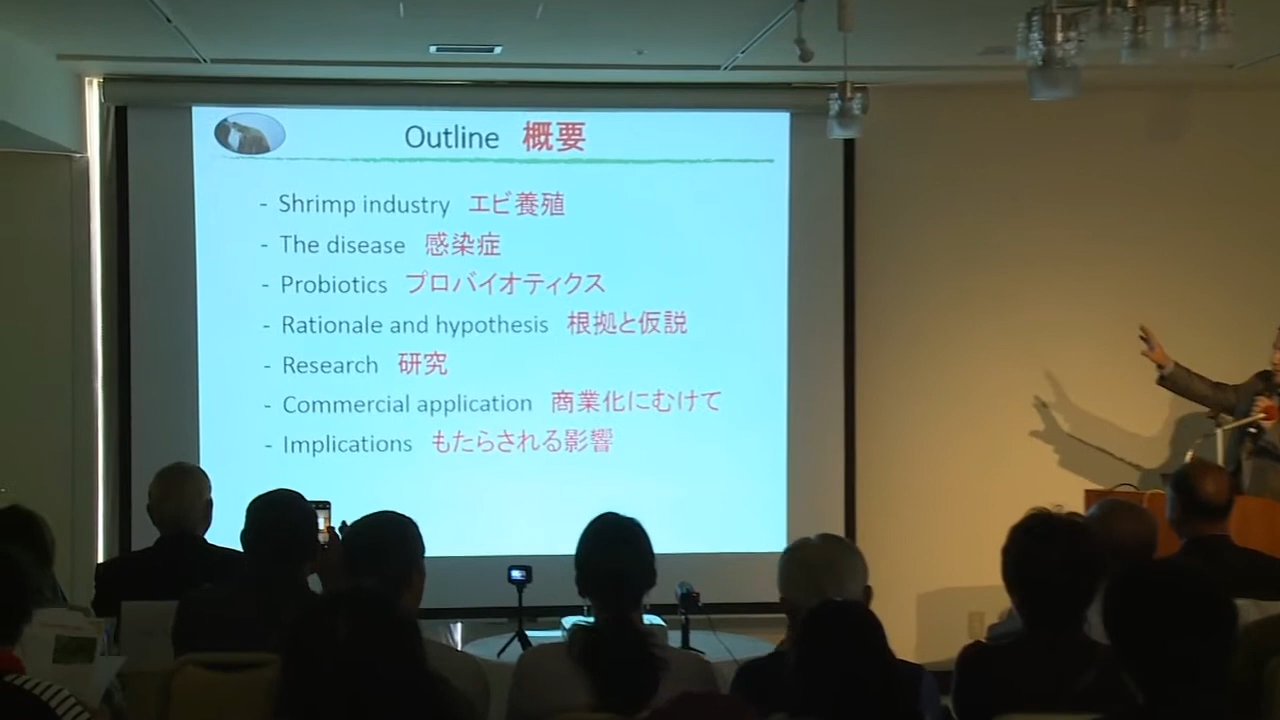 Outline 概要
- Shrimp industry エビ養殖
- The disease 感染症
- Probiotics プロバイオティクス
- Rationale and hypothesis 根拠と仮説
- Research 研究
- Commercial application 商業化にむけて
- Implications もたらされる影響